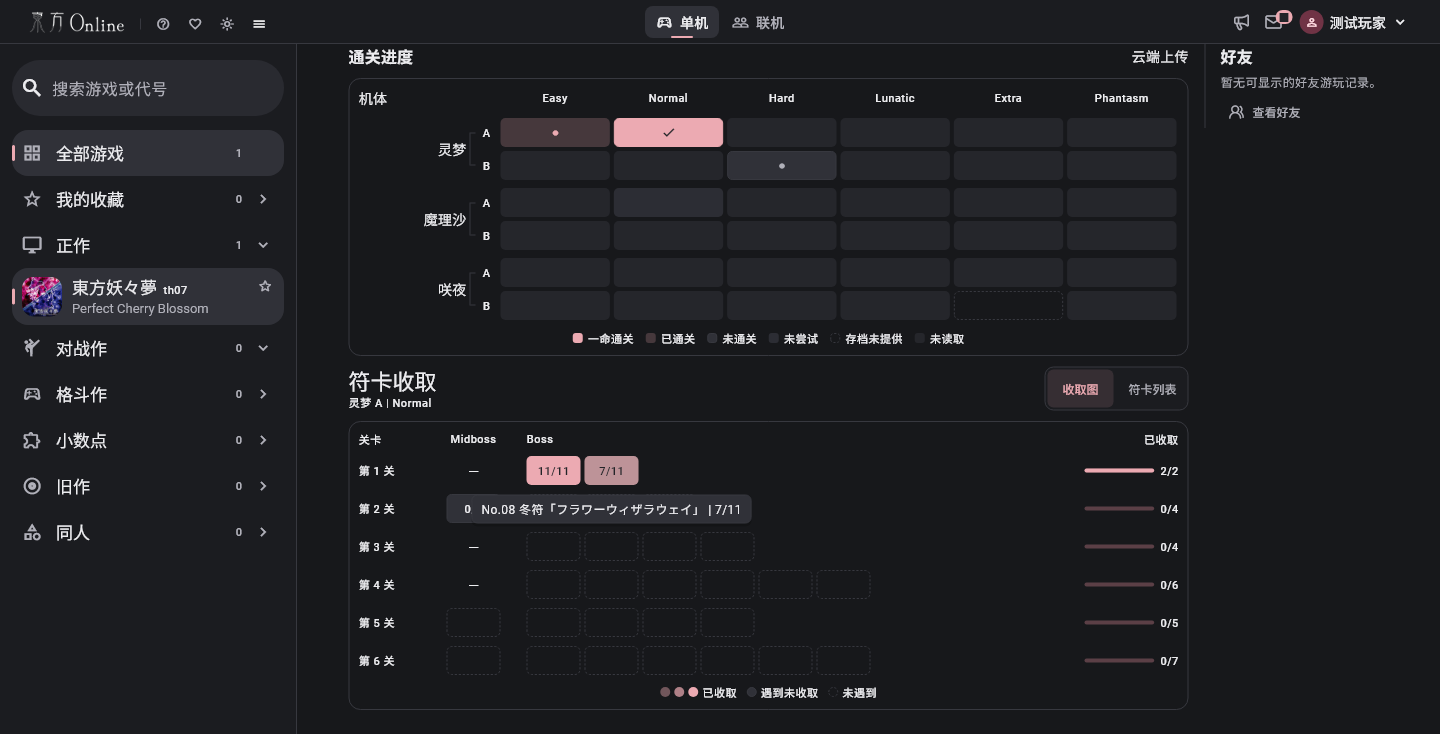 東方Online
单机
联机
测试玩家
搜索游戏或代号
全部游戏 1
我的收藏 0
正作 1
東方妖々夢 th07
Perfect Cherry Blossom
对战作 0
格斗作 0
小数点 0
旧作 0
同人 0
通关进度 云端上传
机体 Easy Normal Hard Lunatic Extra Phantasm
灵梦 A
B
魔理沙 A
B
咲夜 A
B
一命通关 已通关 未通关 未尝试 存档未提供 未读取
符卡收取
灵梦 A | Normal
收取图 符卡列表
关卡 Midboss Boss 已收取
第 1 关 — 11/11 7/11 2/2
第 2 关 0 No.08 冬符「フラワーウィザラウェイ」 | 7/11 0/4
第 3 关 — 0/4
第 4 关 — 0/6
第 5 关 0/5
第 6 关 0/7
已收取 遇到未收取 未遇到
好友
暂无可显示的好友游玩记录。
查看好友